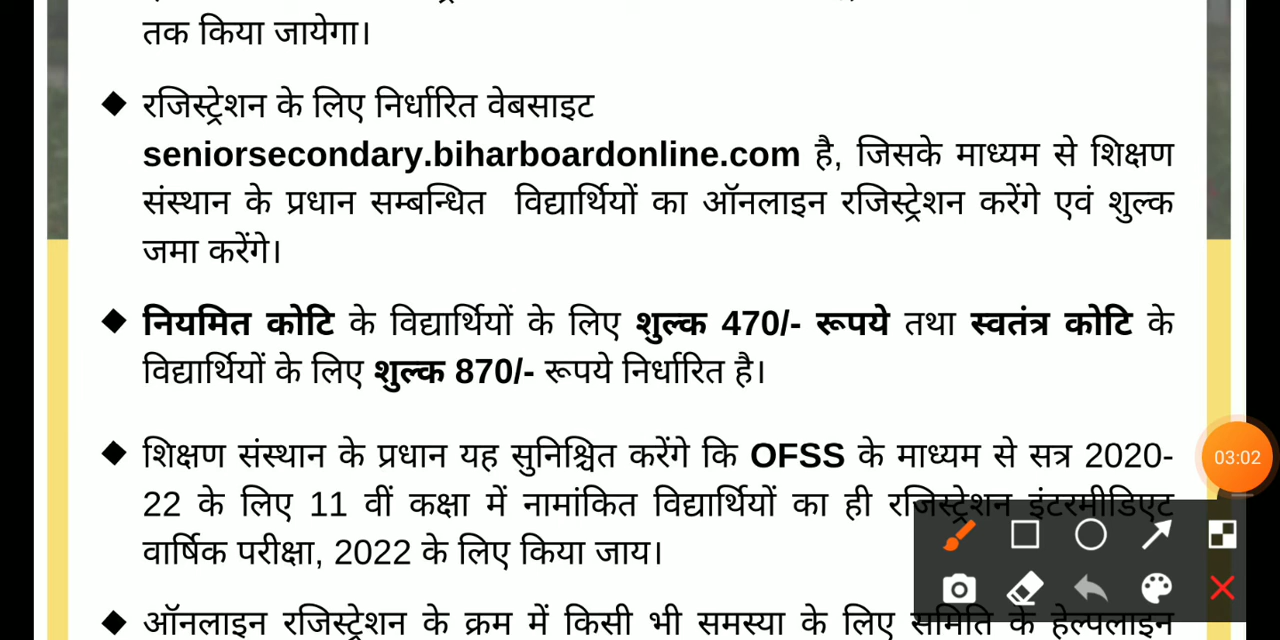 तक किया जायेगा।
◆ रजिस्ट्रेशन के लिए निर्धारित वेबसाइट
seniorsecondary.biharboardonline.com है, जिसके माध्यम से शिक्षण
संस्थान के प्रधान सम्बन्धित विद्यार्थियों का ऑनलाइन रजिस्ट्रेशन करेंगे एवं शुल्क
जमा करेंगे।
◆ नियमित कोटि के विद्यार्थियों के लिए शुल्क 470/- रूपये तथा स्वतंत्र कोटि के
विद्यार्थियों के लिए शुल्क 870/- रूपये निर्धारित है।
◆ शिक्षण संस्थान के प्रधान यह सुनिश्चित करेंगे कि OFSS के माध्यम से सत्र 2020-
22 के लिए 11 वीं कक्षा में नामांकित विद्यार्थियों का ही रजिस्ट्रेशन इंटरमीडिएट
वार्षिक परीक्षा, 2022 के लिए किया जाय।
◆ ऑनलाइन रजिस्ट्रेशन के क्रम में किसी भी समस्या के लिए समिति के हेल्पलाइन
03:02